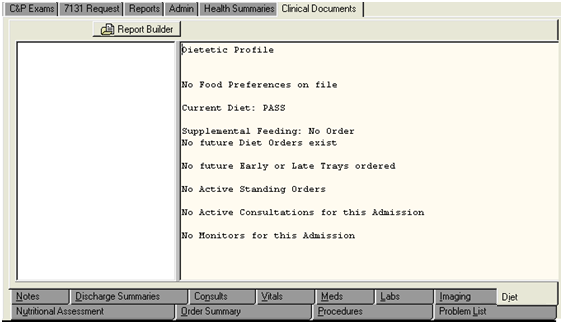 C&P Exams 7131 Request Reports Admin Health Summaries Clinical Documents
Report Builder
Dietetic Profile
No Food Preferences on file
Current Diet: PASS
Supplemental Feeding: No Order
No future Diet Orders exist
No future Early or Late Trays ordered
No Active Standing Orders
No Active Consultations for this Admission
No Monitors for this Admission
Notes Discharge Summaries Consults Vitals Meds Labs Imaging Diet
Nutritional Assessment Order Summary Procedures Problem List